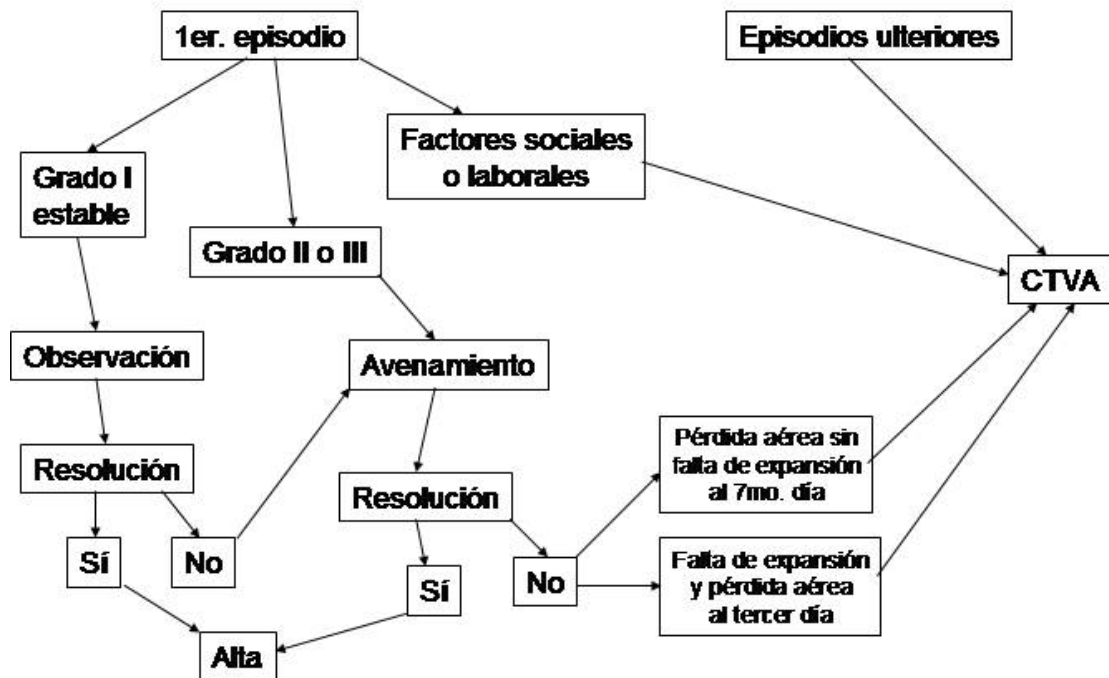 1er. episodio
Episodios ulteriores
Factores sociales
o laborales
Grado I
estable
Grado II o III
CTVA
Observación
Avenamiento
Pérdida aérea sin
falta de expansión
al 7mo. día
Resolución
Resolución
Sí
No
No
Sí
Falta de expansión
y pérdida aérea
al tercer día
Alta